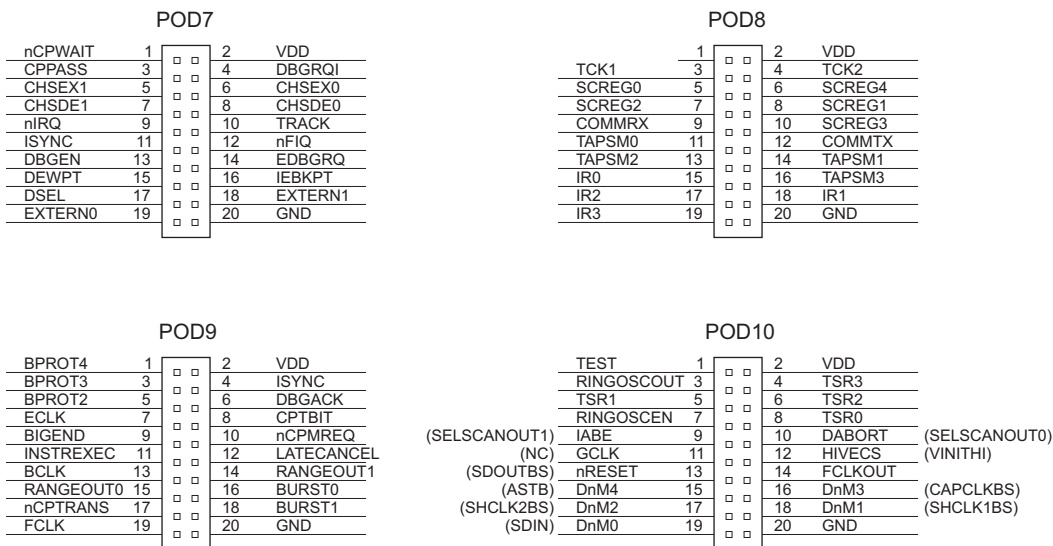 POD7
nCPWAIT 1 2 VDD
CPPASS 3 4 DBGRQI
CHSEX1 5 6 CHSEX0
CHSDE1 7 8 CHSDE0
nIRQ 9 10 TRACK
ISYNC 11 12 nFIQ
DBGEN 13 14 EDBGRQ
DEWPT 15 16 IEBKPT
DSEL 17 18 EXTERN1
EXTERN0 19 20 GND
POD8
1 2 VDD
TCK1 3 4 TCK2
SCREG0 5 6 SCREG4
SCREG2 7 8 SCREG1
COMMRX 9 10 SCREG3
TAPSM0 11 12 COMMTX
TAPSM2 13 14 TAPSM1
IR0 15 16 TAPSM3
IR2 17 18 IR1
IR3 19 20 GND
POD9
BPROT4 1 2 VDD
BPROT3 3 4 ISYNC
BPROT2 5 6 DBGACK
ECLK 7 8 CPTBIT
BIGEND 9 10 nCPMREQ
INSTREXEC 11 12 LATECANCEL
BCLK 13 14 RANGEOUT1
RANGEOUT0 15 16 BURST0
nCPTRANS 17 18 BURST1
FCLK 19 20 GND
POD10
TEST 1 2 VDD
RINGOSCOUT 3 4 TSR3
TSR1 5 6 TSR2
RINGOSCEN 7 8 TSR0
(SELSCANOUT1) IABE 9 10 DABORT (SELSCANOUT0)
(NC) GCLK 11 12 HIVECS (VINITHI)
(SDOUTBS) nRESET 13 14 FCLKOUT
(ASTB) DnM4 15 16 DnM3 (CAPCLKBS)
(SHCLK2BS) DnM2 17 18 DnM1 (SHCLK1BS)
(SDIN) DnM0 19 20 GND